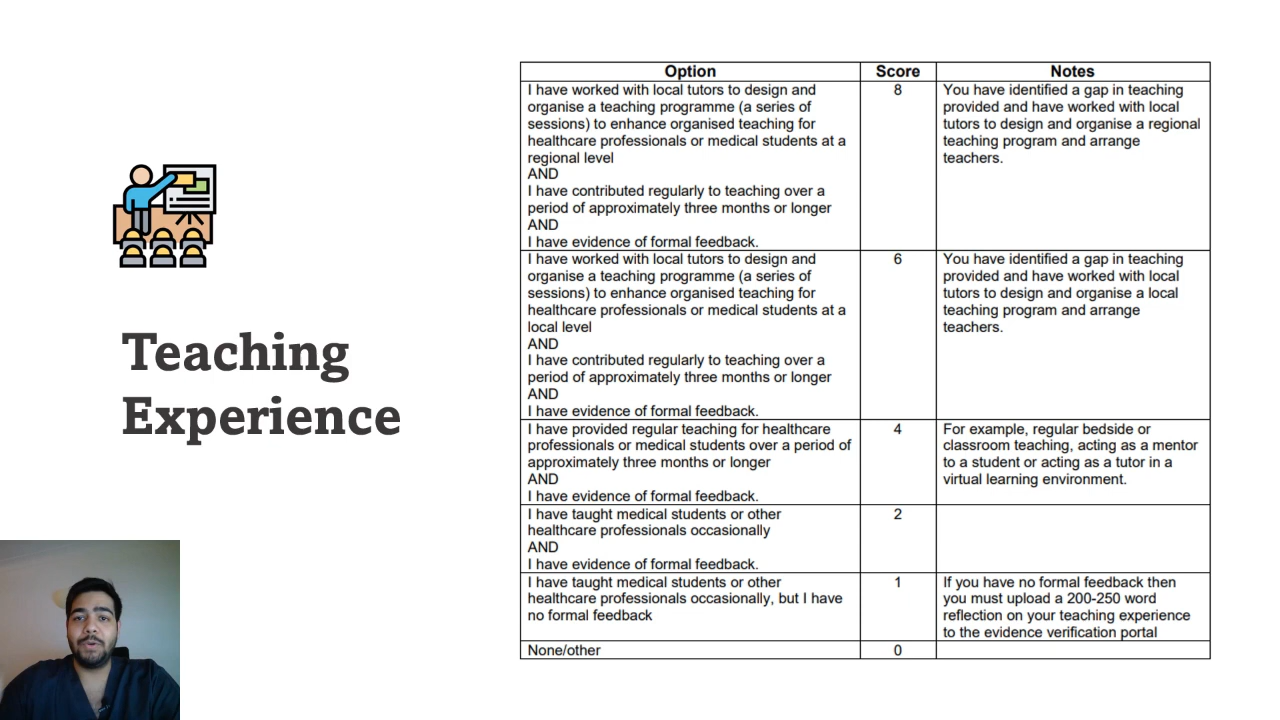 Teaching
Experience
Option Score Notes
I have worked with local tutors to design and
organise a teaching programme (a series of
sessions) to enhance organised teaching for
healthcare professionals or medical students at a
regional level
AND
I have contributed regularly to teaching over a
period of approximately three months or longer
AND
I have evidence of formal feedback.
8
You have identified a gap in teaching
provided and have worked with local
tutors to design and organise a regional
teaching program and arrange
teachers.
I have worked with local tutors to design and
organise a teaching programme (a series of
sessions) to enhance organised teaching for
healthcare professionals or medical students at a
local level
AND
I have contributed regularly to teaching over a
period of approximately three months or longer
AND
I have evidence of formal feedback.
6
You have identified a gap in teaching
provided and have worked with local
tutors to design and organise a local
teaching program and arrange
teachers.
I have provided regular teaching for healthcare
professionals or medical students over a period of
approximately three months or longer
AND
I have evidence of formal feedback.
4
For example, regular bedside or
classroom teaching, acting as a mentor
to a student or acting as a tutor in a
virtual learning environment.
I have taught medical students or other
healthcare professionals occasionally
AND
I have evidence of formal feedback.
2
I have taught medical students or other
healthcare professionals occasionally, but I have
no formal feedback
1
If you have no formal feedback then
you must upload a 200-250 word
reflection on your teaching experience
to the evidence verification portal
None/other
0